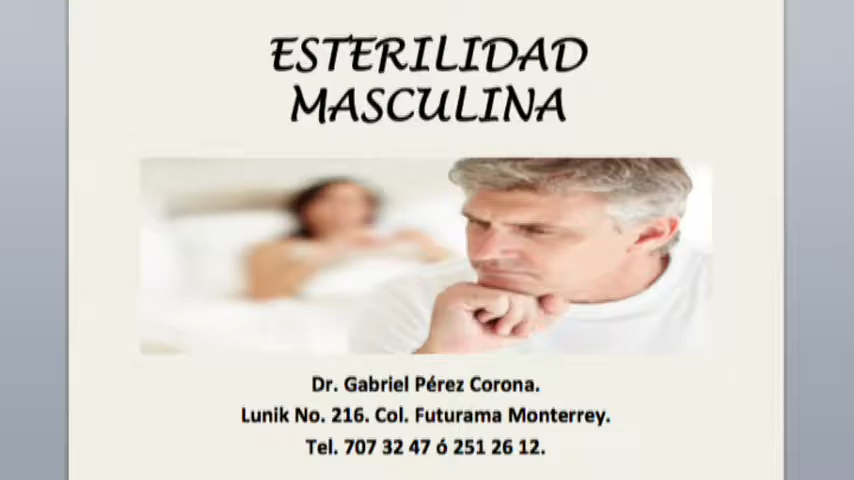 ESTERILIDAD
MASCULINA
Dr. Gabriel Pérez Corona.
Lunik No. 216. Col. Futurama Monterrey.
Tel. 707 32 47 ó 251 26 12.